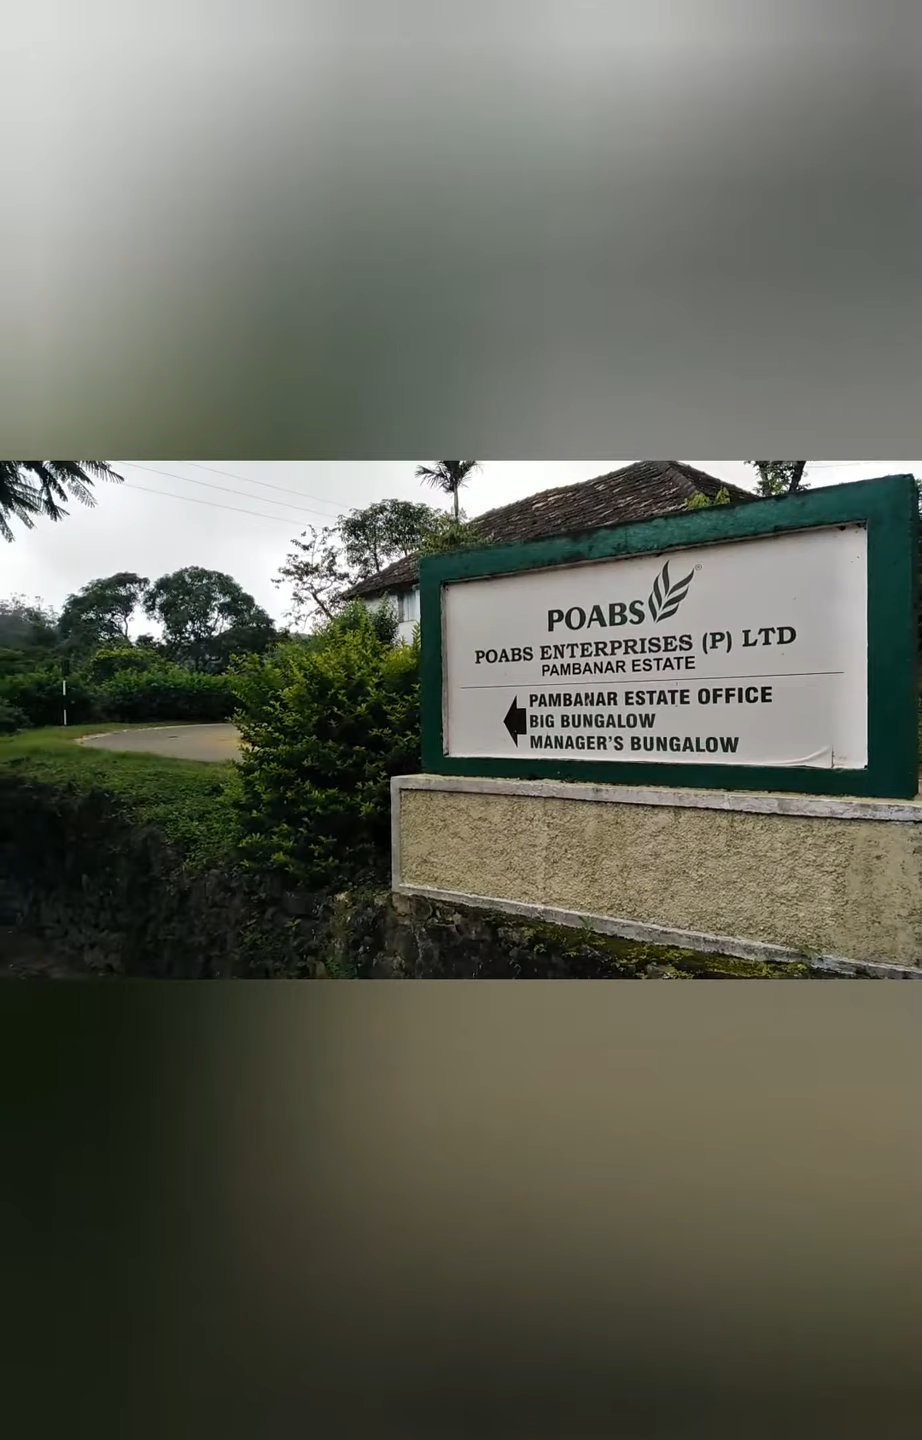 POABS®
POABS ENTERPRISES (P) LTD
PAMBANAR ESTATE
PAMBANAR ESTATE OFFICE
BIG BUNGALOW
MANAGER'S BUNGALOW